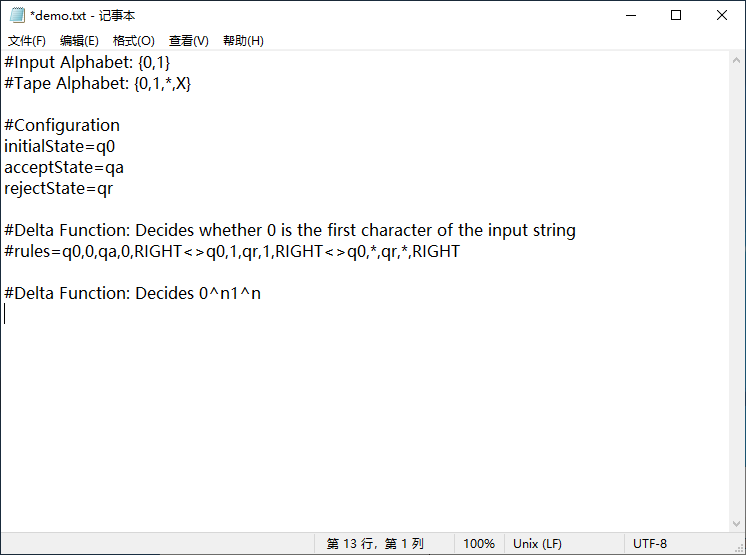 *demo.txt - 记事本
文件(F) 编辑(E) 格式(O) 查看(V) 帮助(H)
#Input Alphabet: {0,1}
#Tape Alphabet: {0,1,*,X}
#Configuration
initialState=q0
acceptState=qa
rejectState=qr
#Delta Function: Decides whether 0 is the first character of the input string
#rules=q0,0,qa,0,RIGHT<>q0,1,qr,1,RIGHT<>q0,*,qr,*,RIGHT
#Delta Function: Decides 0^n1^n
第 13 行，第 1 列 100% Unix (LF) UTF-8